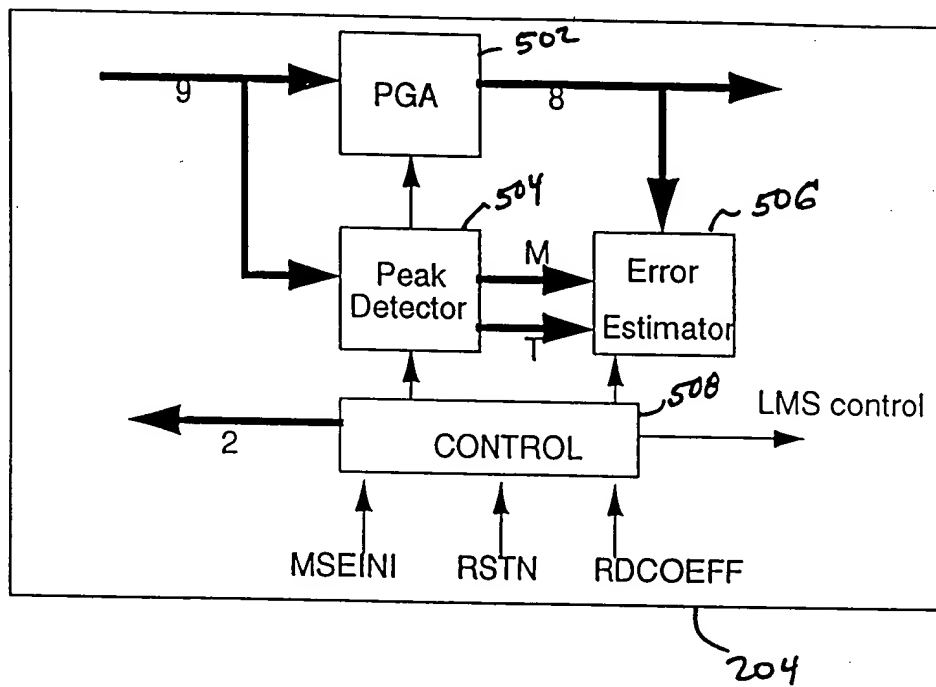 502
PGA
9
8
504
506
M
Peak
Detector
Error
Estimator
T
508
LMS control
2
CONTROL
MSEINI
RSTN
RDCOEFF
204